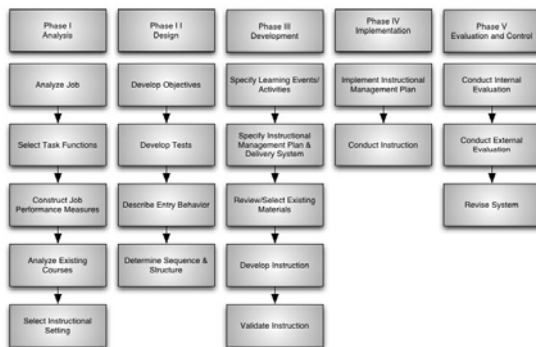 Phase I
Analysis
Phase I I
Design
Phase III
Development
Phase IV
Implementation
Phase V
Evaluation and Control
Analyze Job
Develop Objectives
Specify Learning Events/
Activities
Implement Instructional
Management Plan
Conduct Internal
Evaluation
Select Task Functions
Develop Tests
Specify Instructional
Management Plan &
Delivery System
Conduct Instruction
Conduct External
Evaluation
Construct Job
Performance Measures
Describe Entry Behavior
Review/Select Existing
Materials
Revise System
Analyze Existing
Courses
Determine Sequence &
Structure
Develop Instruction
Select Instructional
Setting
Validate Instruction